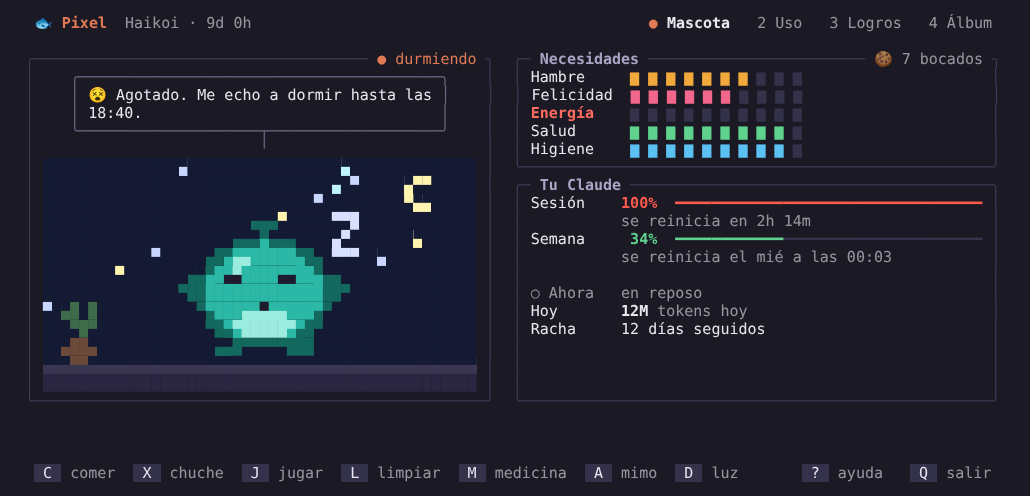 Pixel Haikoi · 9d 0h ● Mascota 2 Uso 3 Logros 4 Álbum
● durmiendo
Agotado. Me echo a dormir hasta las
18:40.
Necesidades 7 bocados
Hambre
Felicidad
Energía
Salud
Higiene
Tu Claude
Sesión 100%
se reinicia en 2h 14m
Semana 34%
se reinicia el mié a las 00:03
○ Ahora en reposo
Hoy 12M tokens hoy
Racha 12 días seguidos
C comer X chuche J jugar L limpiar M medicina A mimo D luz ? ayuda Q salir